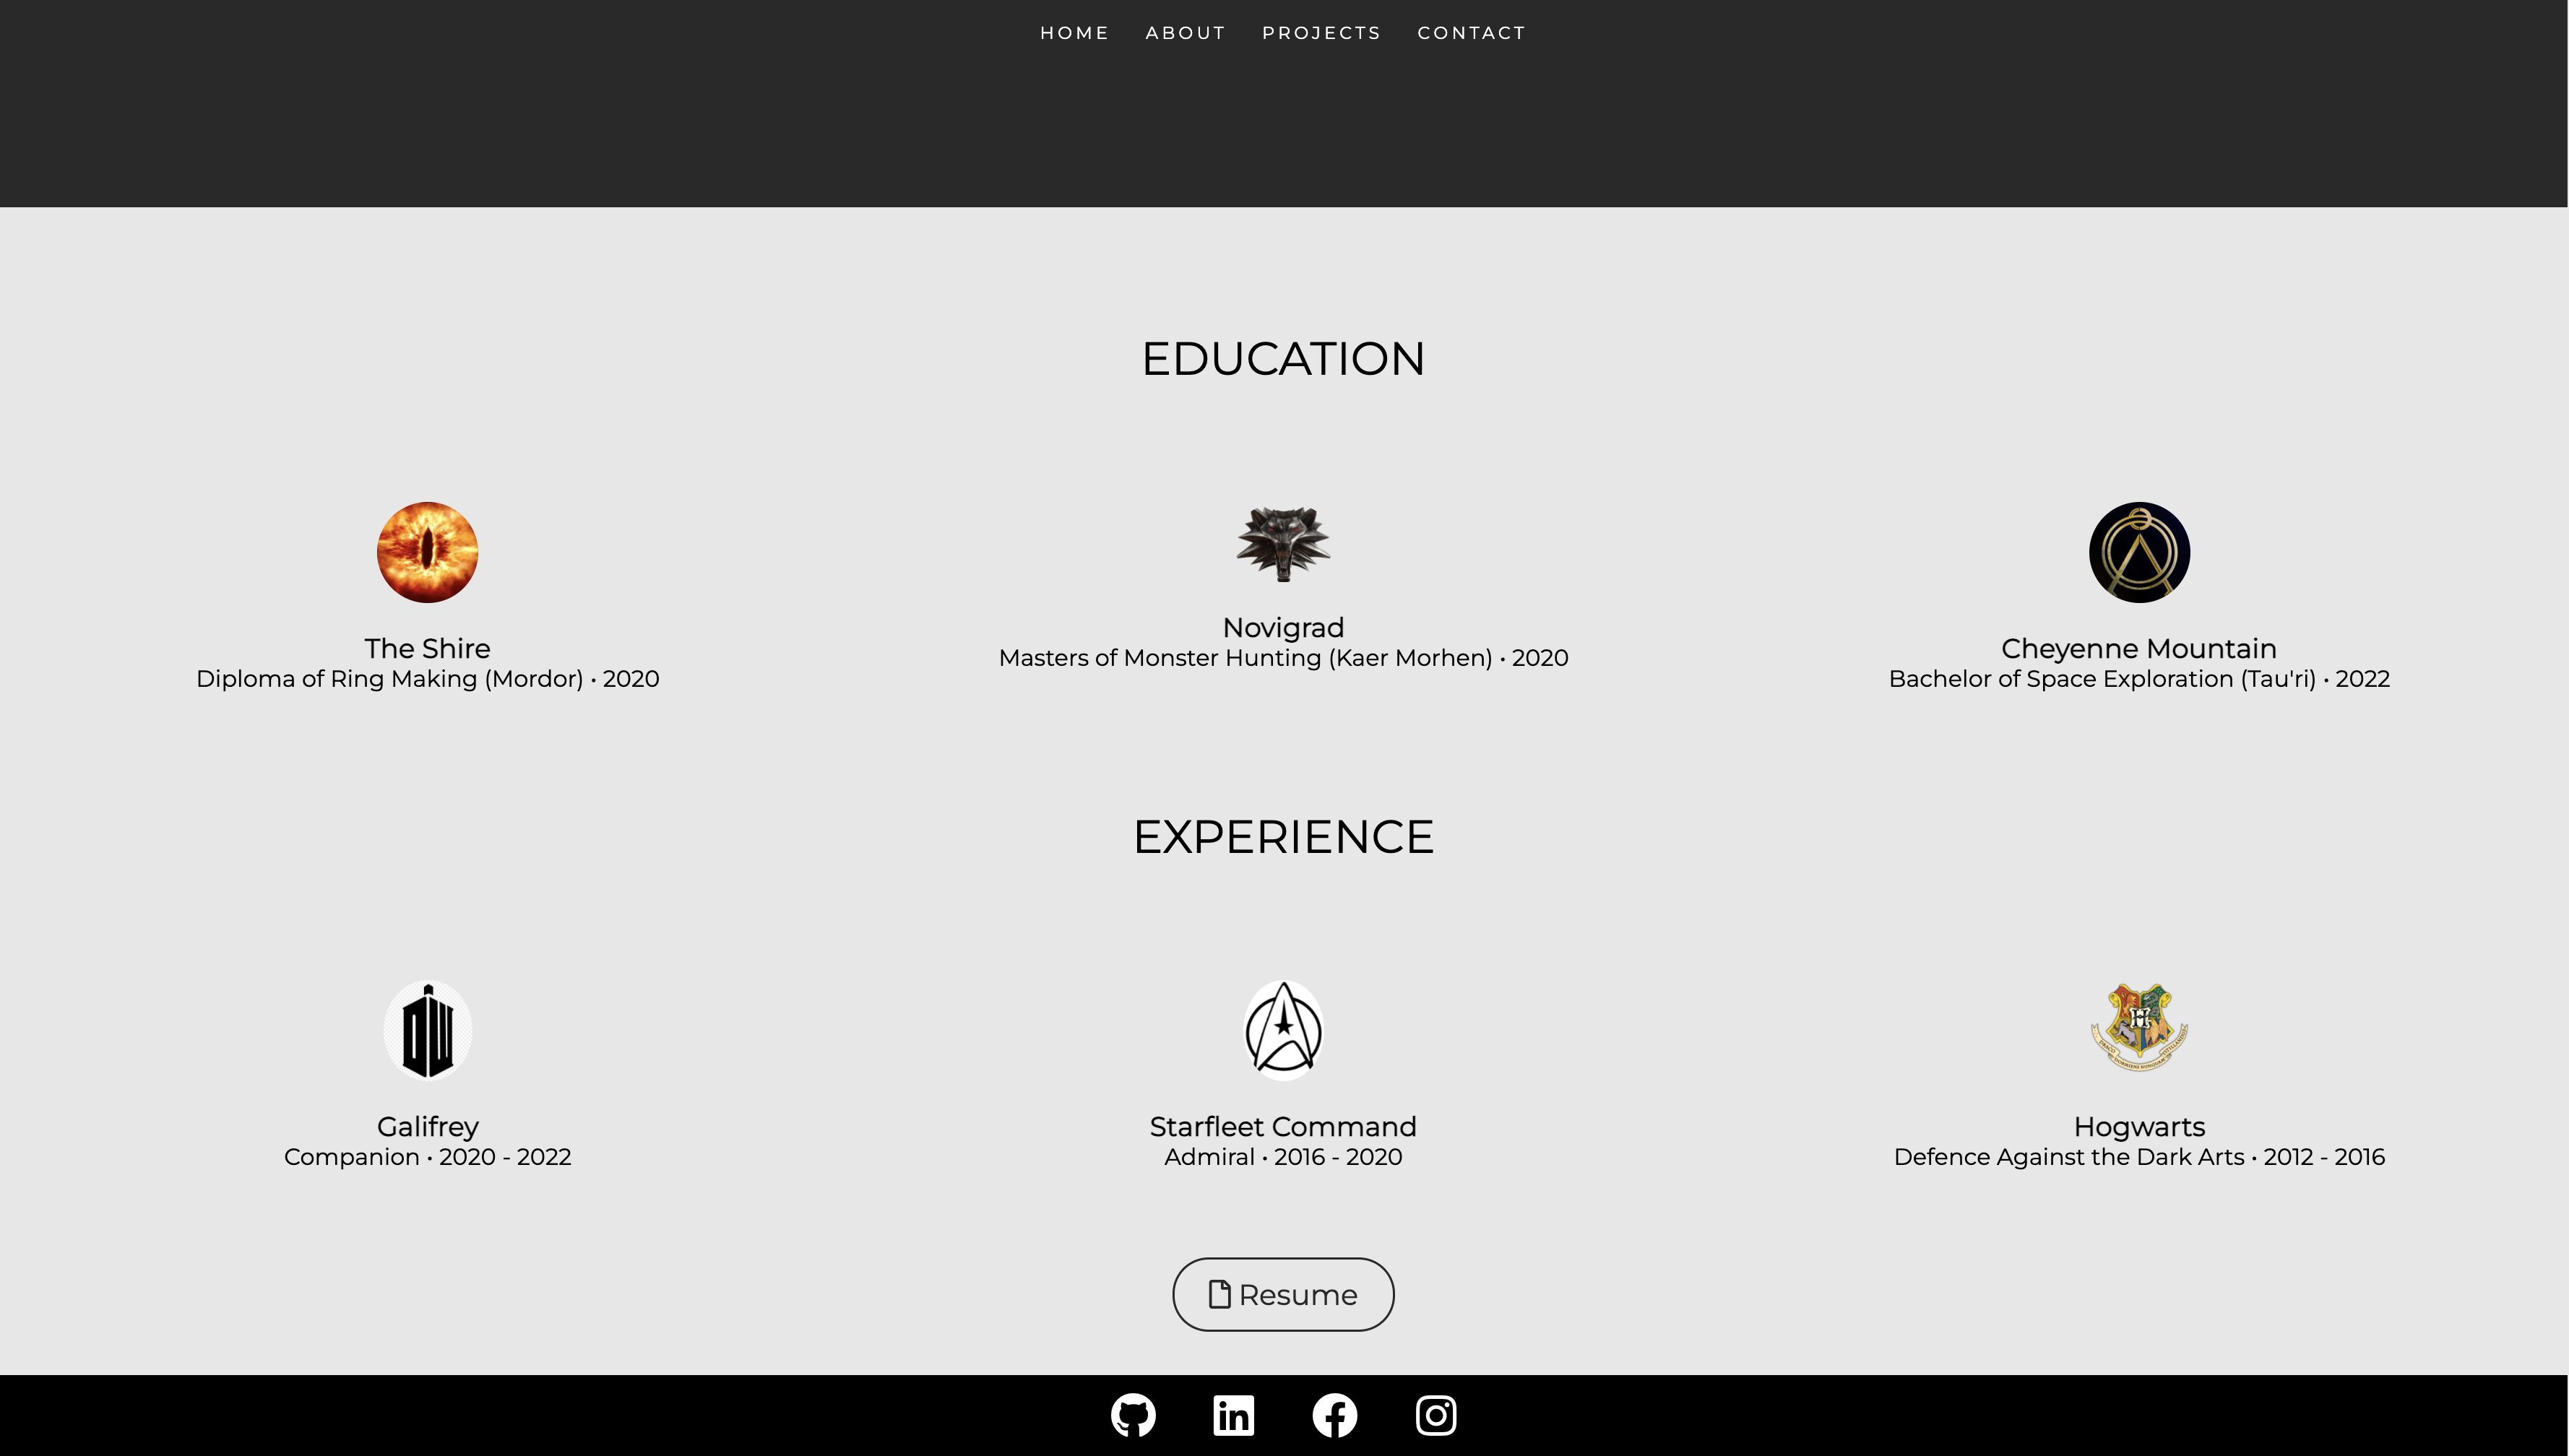 HOME ABOUT PROJECTS CONTACT
EDUCATION
The Shire
Diploma of Ring Making (Mordor) • 2020
Novigrad
Masters of Monster Hunting (Kaer Morhen) • 2020
Cheyenne Mountain
Bachelor of Space Exploration (Tau'ri) • 2022
EXPERIENCE
DW
Galifrey
Companion • 2020 - 2022
Starfleet Command
Admiral • 2016 - 2020
H
Hogwarts
Defence Against the Dark Arts • 2012 - 2016
Resume
in